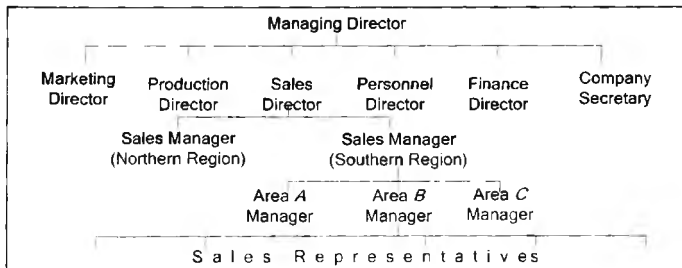 Managing Director
Marketing Production Sales Personnel Finance Company
Director Director Director Director Director Secretary
Sales Manager Sales Manager
(Northern Region) (Southern Region)
Area A Area B Area C
Manager Manager Manager
Sales Representatives